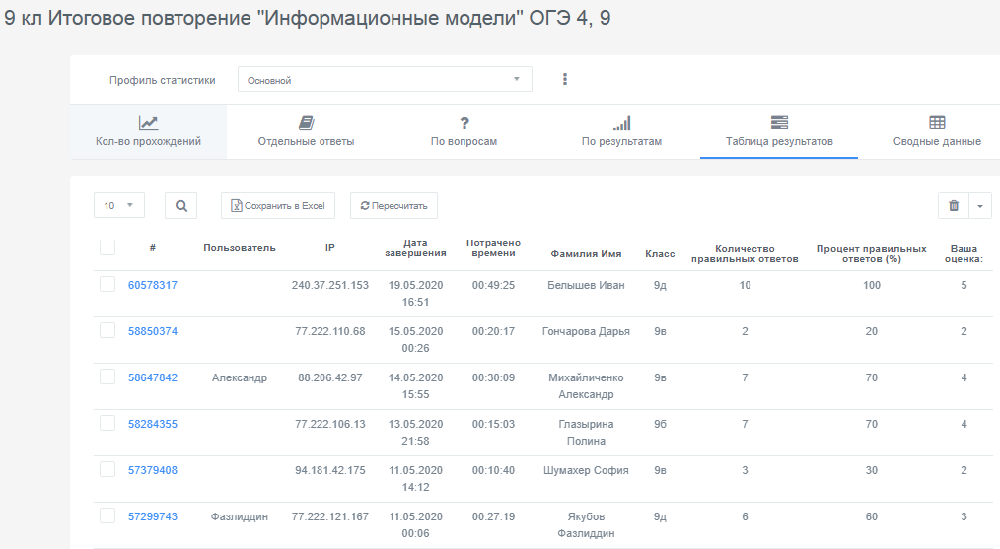 9 кл Итоговое повторение "Информационные модели" ОГЭ 4, 9
Профиль статистики Основной
Кол-во прохождений Отдельные ответы По вопросам По результатам Таблица результатов Сводные данные
10 Сохранить в Excel Пересчитать
# Пользователь IP Дата завершения Потрачено времени Фамилия Имя Класс Количество правильных ответов Процент правильных ответов (%) Ваша оценка:
60578317 240.37.251.153 19.05.2020 00:49:25 Белышев Иван 9д 10 100 5
16:51
58850374 77.222.110.68 15.05.2020 00:20:17 Гончарова Дарья 9в 2 20 2
00:26
58647842 Александр 88.206.42.97 14.05.2020 00:30:09 Михайличенко 9в 7 70 4
15:55 Александр
58284355 77.222.106.13 13.05.2020 00:15:03 Глазырина 9б 7 70 4
21:58 Полина
57379408 94.181.42.175 11.05.2020 00:10:40 Шумахер София 9в 3 30 2
14:12
57299743 Фазлиддин 77.222.121.167 11.05.2020 00:27:19 Якубов 9д 6 60 3
00:06 Фазлиддин